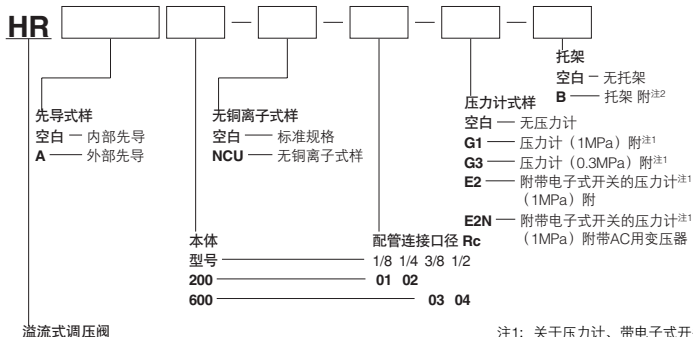 HR
托架
空白 — 无托架
B — 托架 附注2
先导式样
空白 — 内部先导
A — 外部先导
无铜离子式样
空白 — 标准规格
NCU — 无铜离子式样
压力计式样
空白 — 无压力计
G1 — 压力计（1MPa）附注1
G3 — 压力计（0.3MPa）附注1
E2 — 附带电子式开关的压力计注1
（1MPa）附
E2N — 附带电子式开关的压力计注1
（1MPa）附带AC用变压器
本体
型号
200
600
配管连接口径 Rc
1/8 1/4 3/8 1/2
01 02
03 04
溢流式调压阀
注1：关于压力计、带电子式开